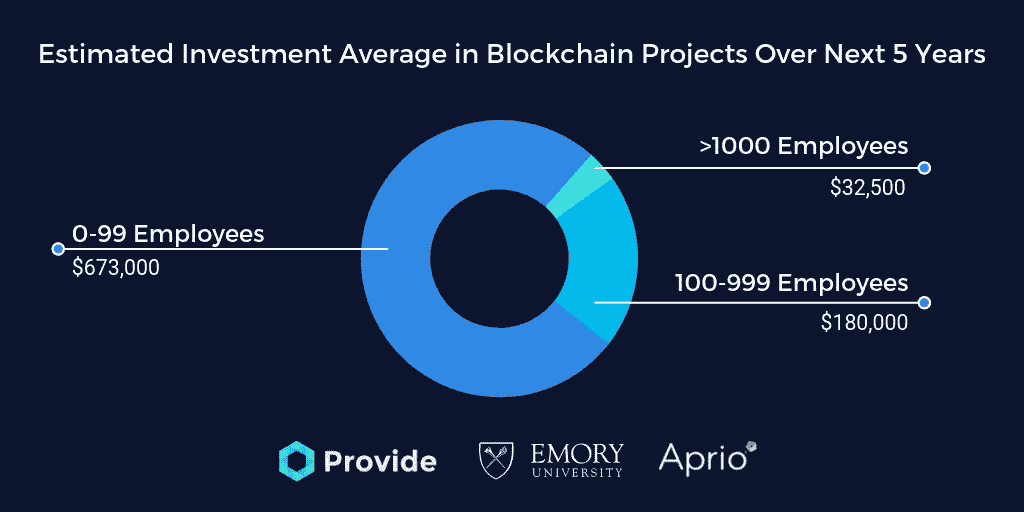 Estimated Investment Average in Blockchain Projects Over Next 5 Years
>1000 Employees
$32,500
0-99 Employees
$673,000
100-999 Employees
$180,000
Provide
EMORY
UNIVERSITY
Aprio